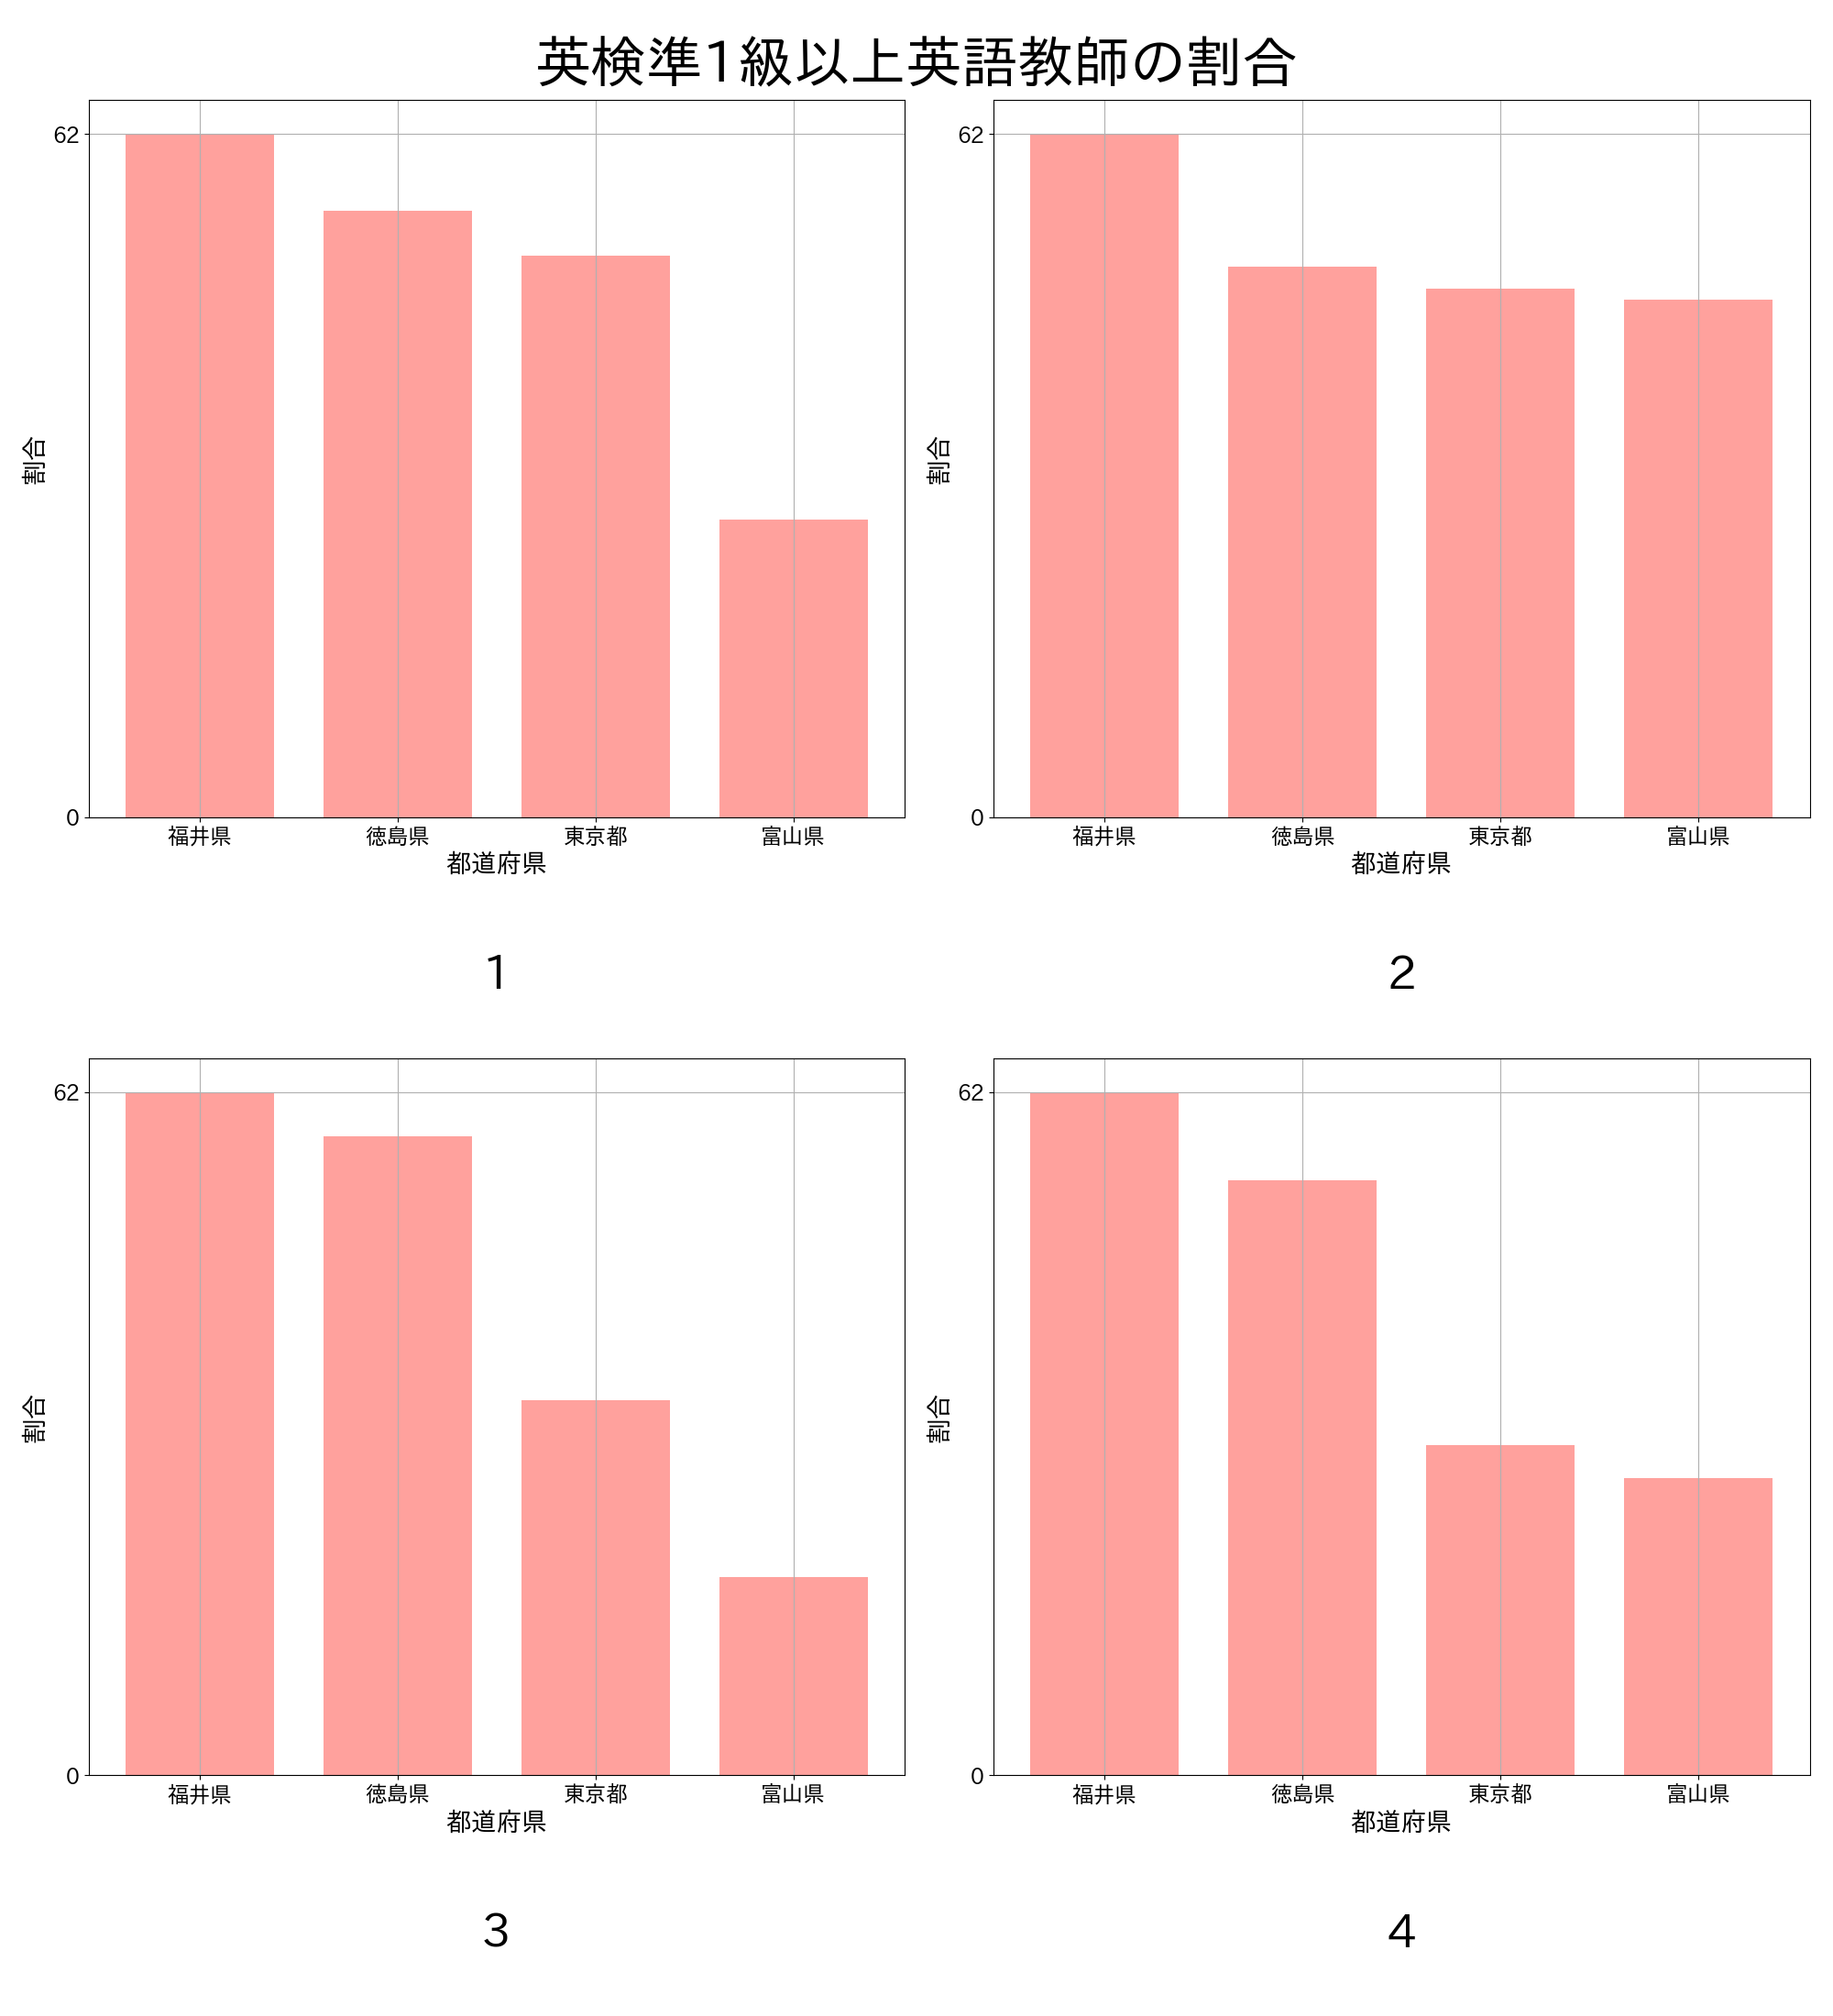 英検準1級以上英語教師の割合
62
0
割合
福井県 徳島県 東京都 富山県
都道府県
1
62
0
割合
福井県 徳島県 東京都 富山県
都道府県
2
62
0
割合
福井県 徳島県 東京都 富山県
都道府県
3
62
0
割合
福井県 徳島県 東京都 富山県
都道府県
4